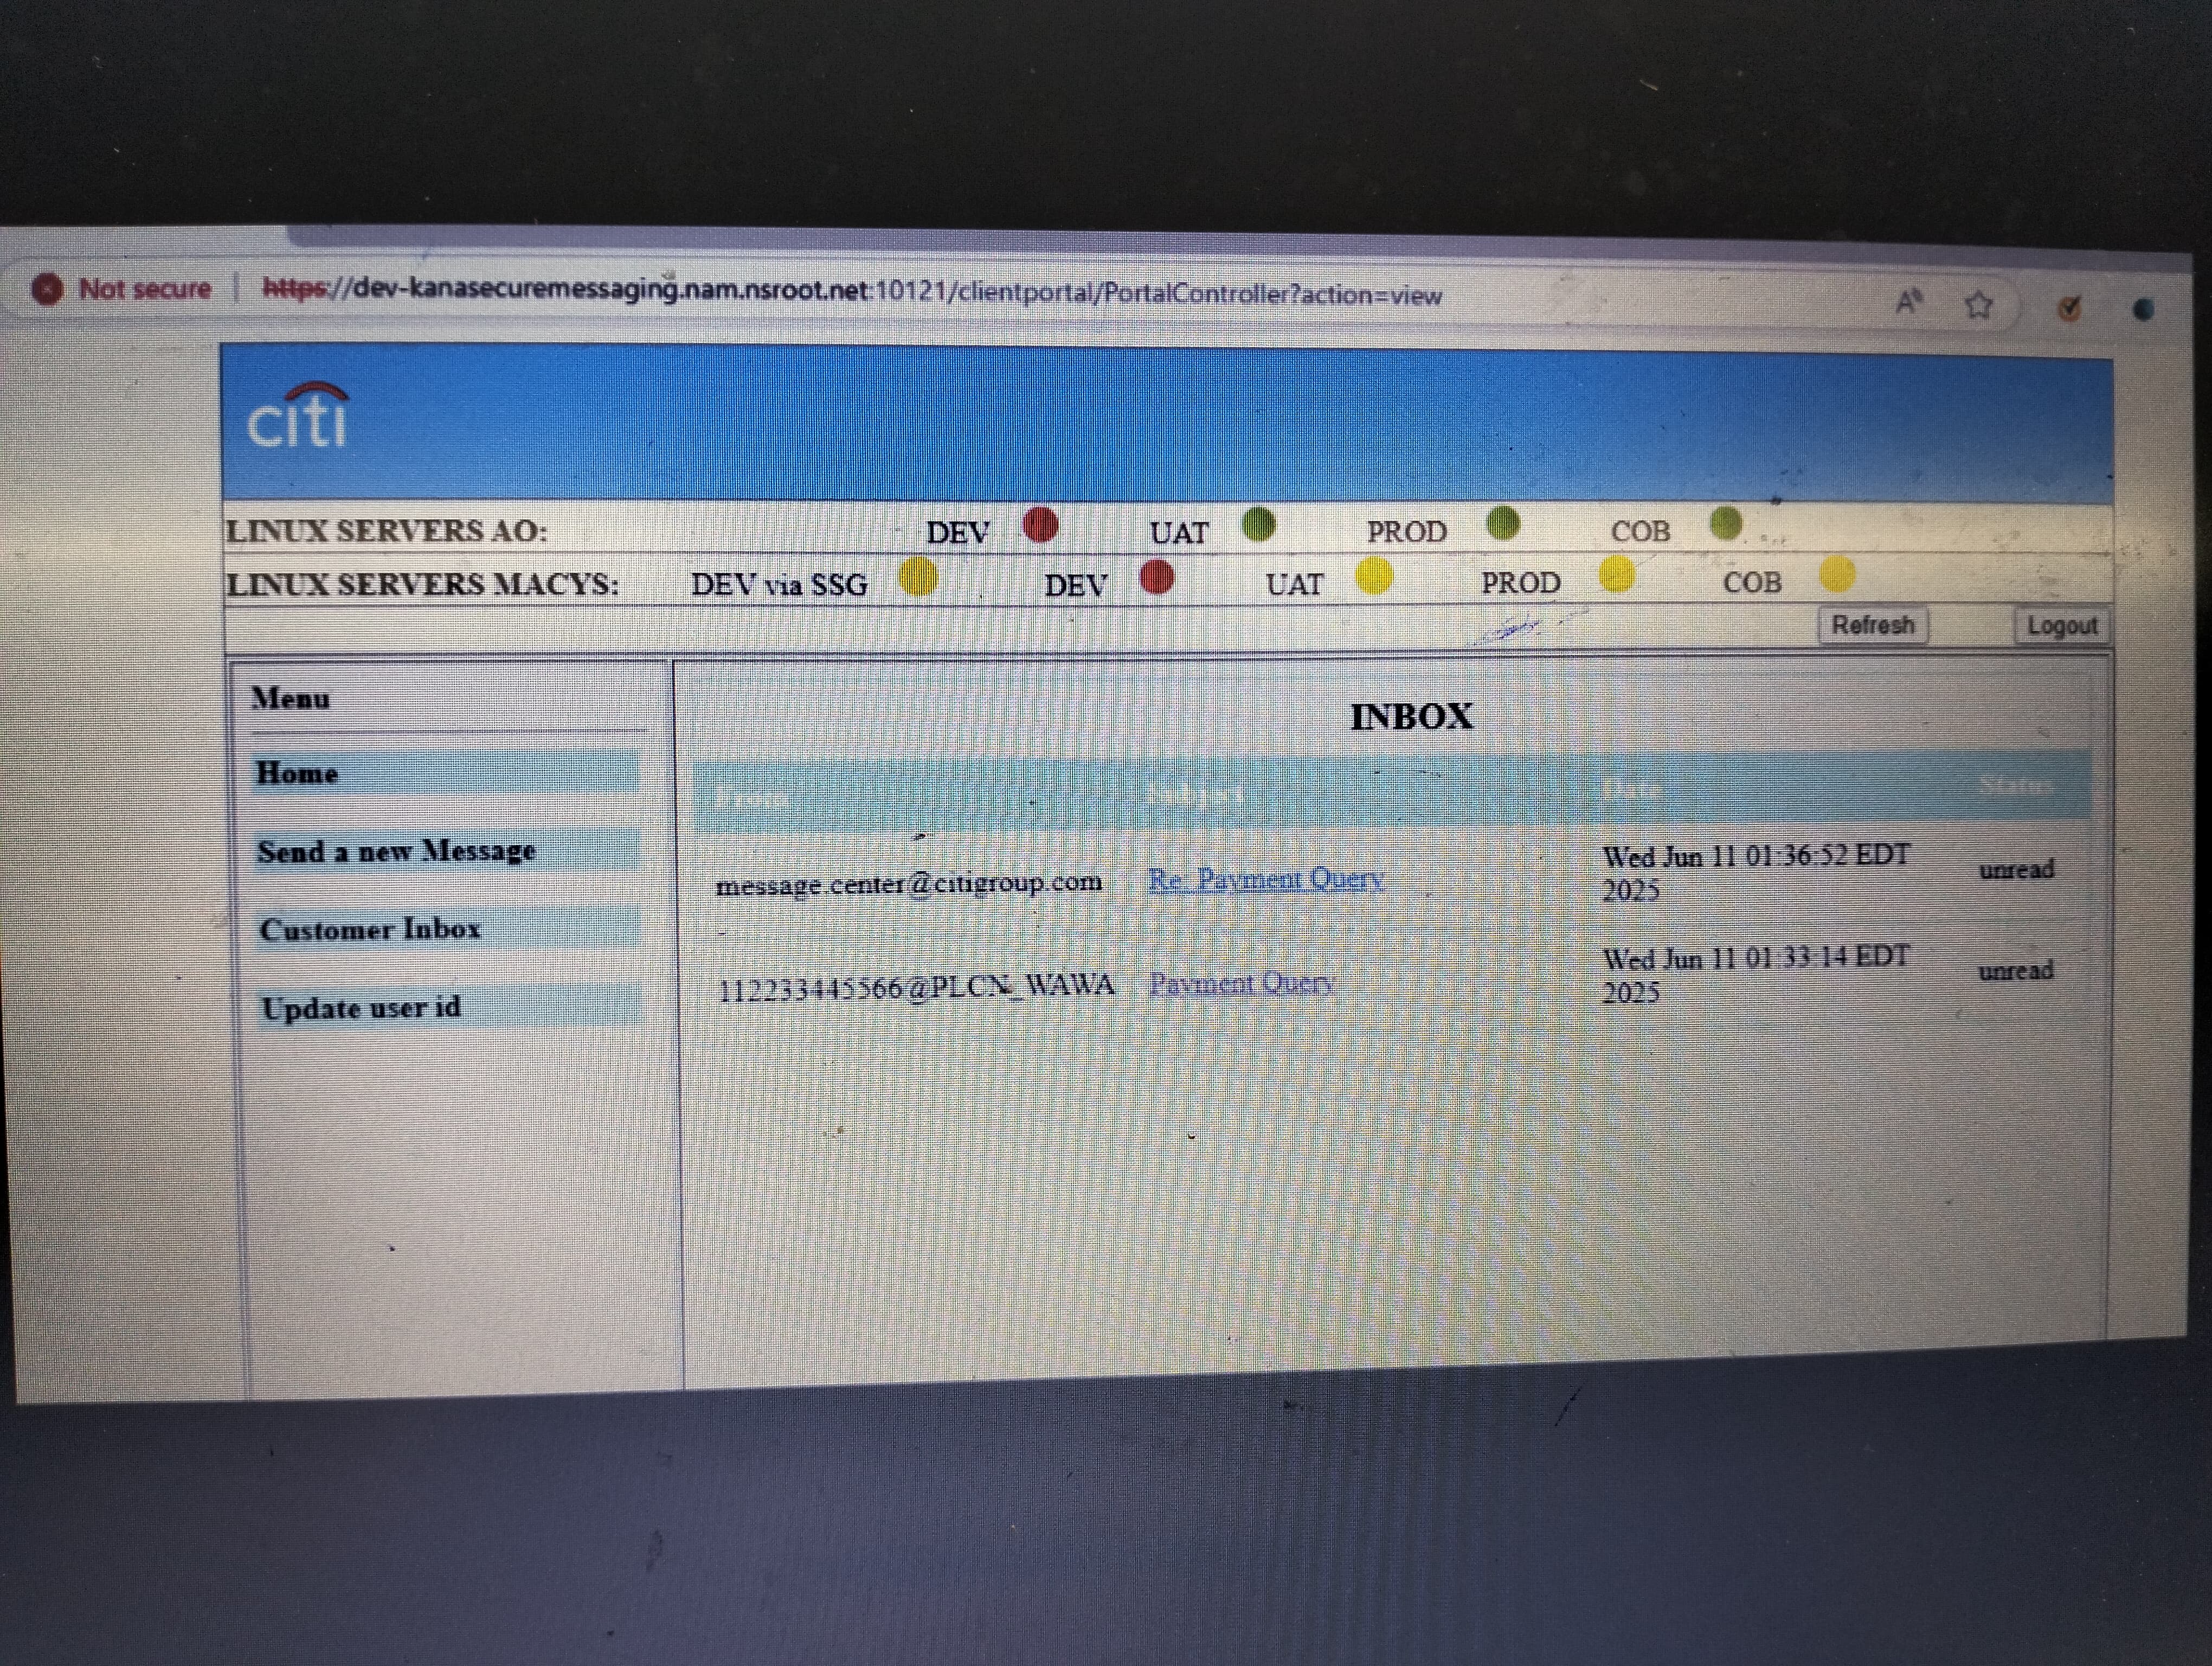 Not secure | https://dev-kanasecuremessaging.nam.nsroot.net:10121/clientportal/PortalController?action=view
citi
LINUX SERVERS AO: DEV UAT PROD COB
LINUX SERVERS MACYS: DEV via SSG DEV UAT PROD COB
Refresh Logout
Menu
Home
Send a new Message
Customer Inbox
Update user id
INBOX
From Subject Date Status
message.center@citigroup.com Re: Payment Query Wed Jun 11 01:36:52 EDT 2025 unread
112233445566@PLCN_WAWA Payment Query Wed Jun 11 01:33:14 EDT 2025 unread